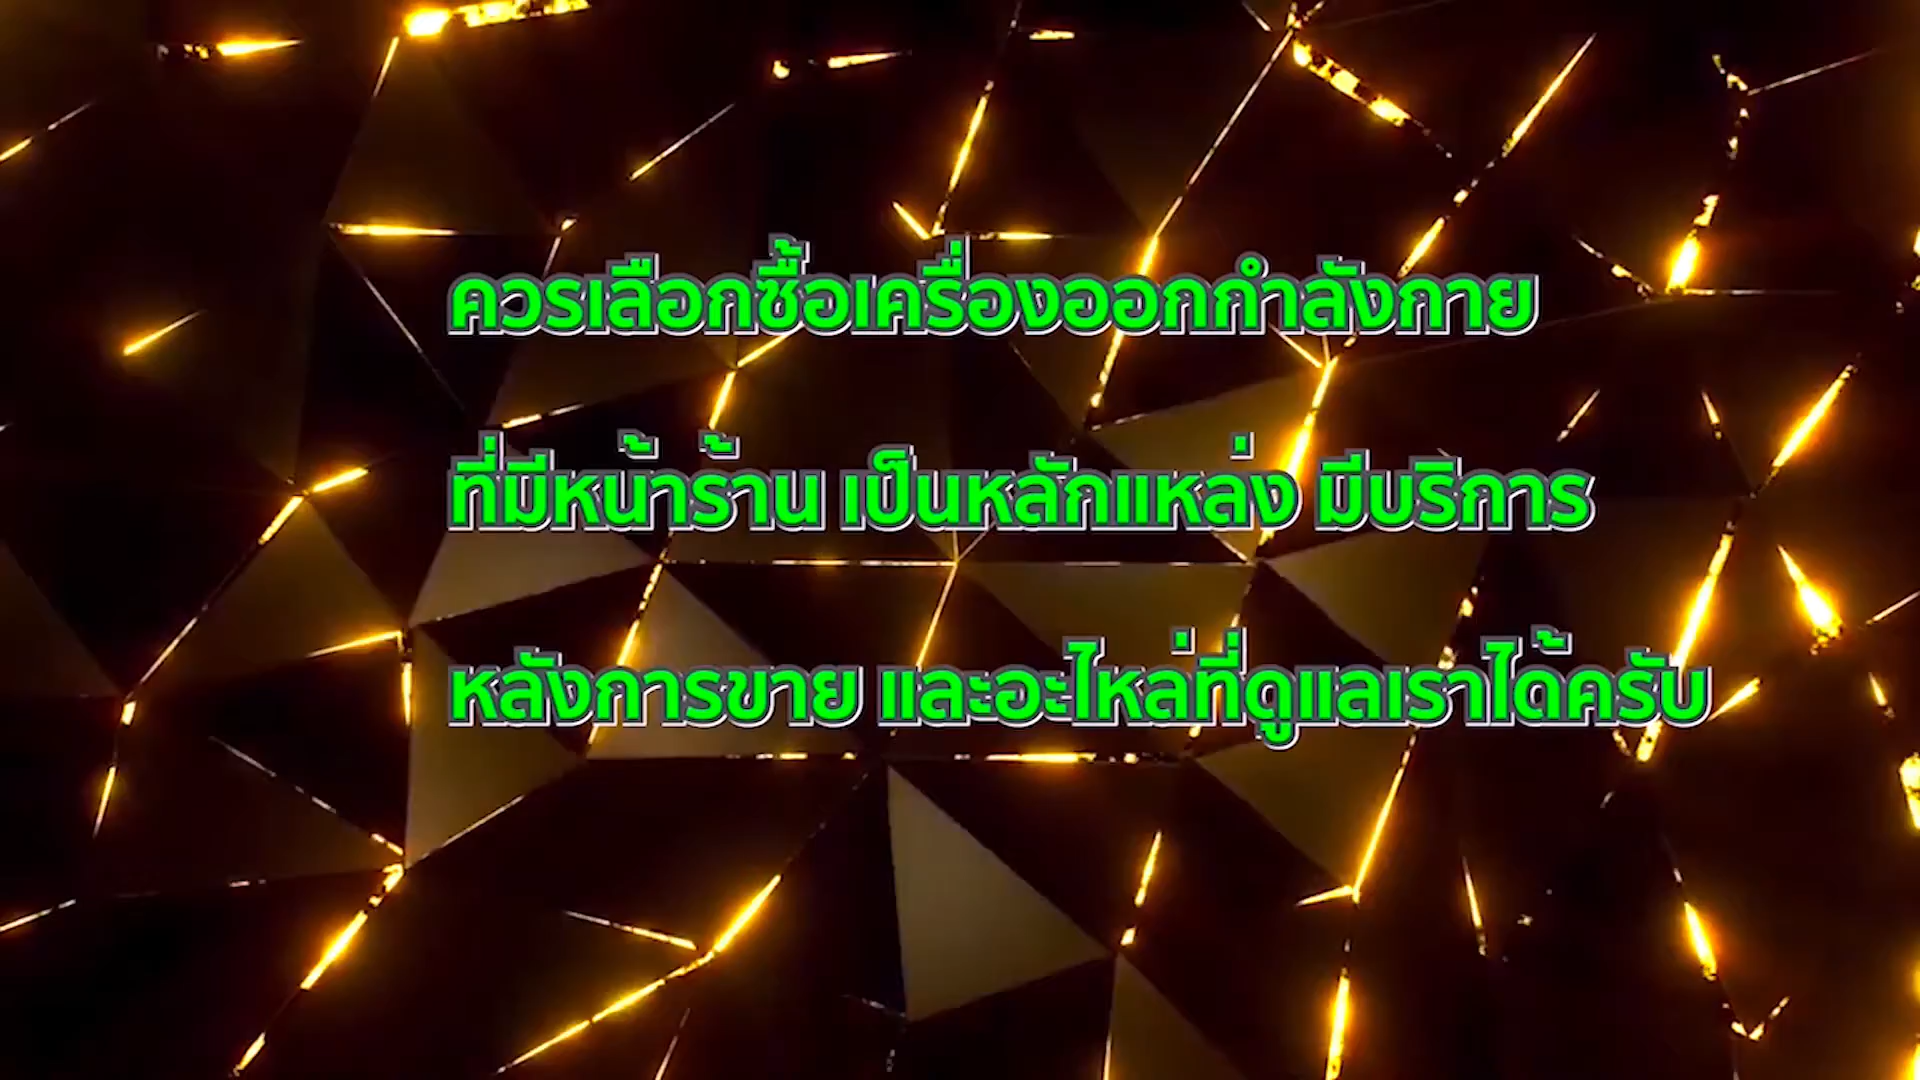 ควรเลือกซื้อเครื่องออกกำลังกาย
ที่มีหน้าร้าน เป็นหลักแหล่ง มีบริการ
หลังการขาย และอะไหล่ที่ดูแลเราได้ครับ